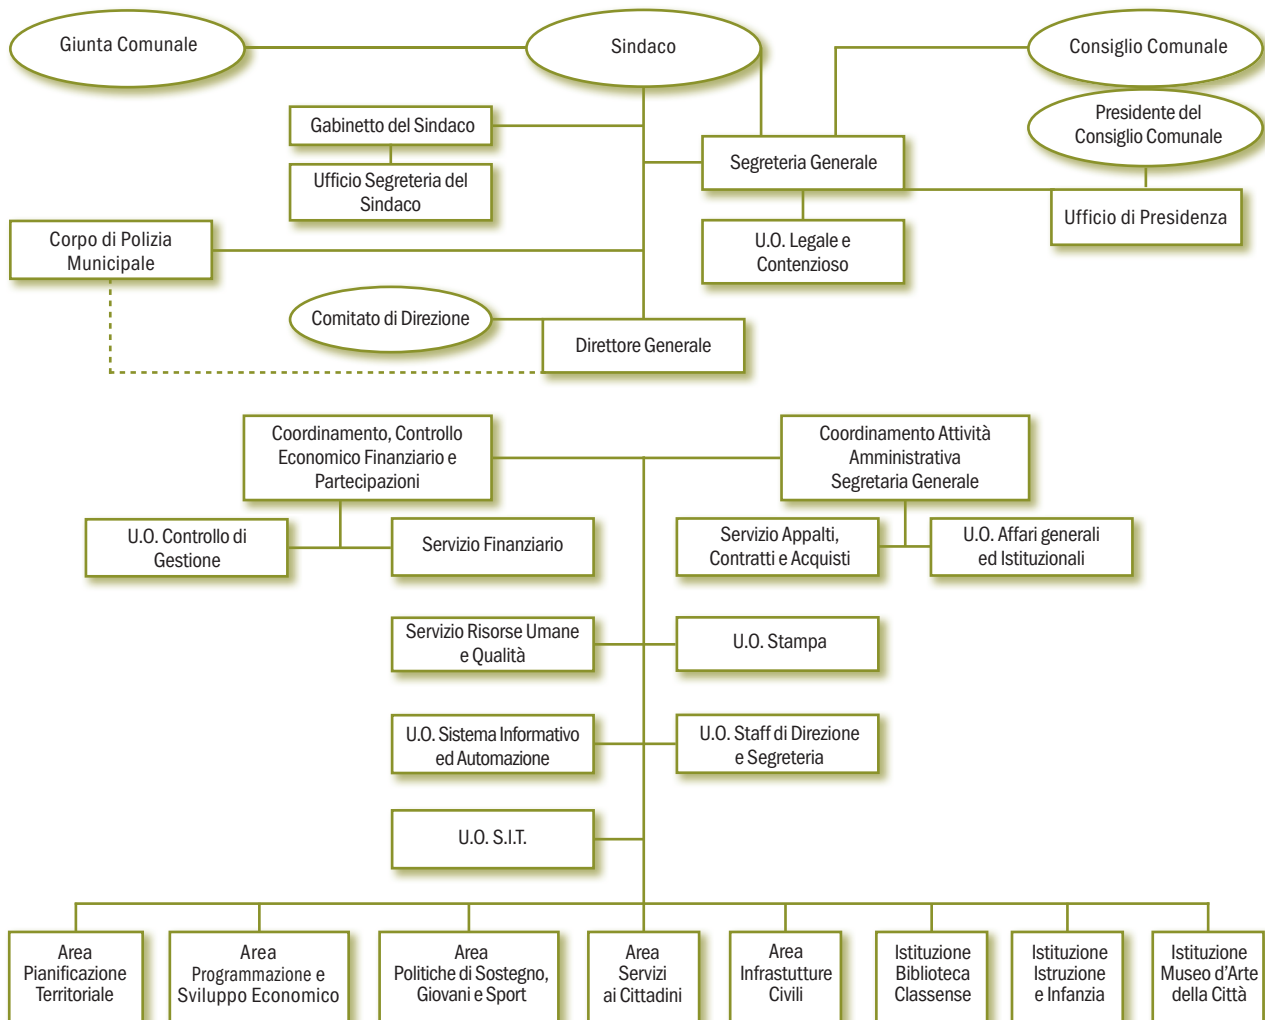 Giunta Comunale
Sindaco
Consiglio Comunale
Presidente del
Consiglio Comunale
Gabinetto del Sindaco
Segreteria Generale
Ufficio Segreteria del
Sindaco
Ufficio di Presidenza
Corpo di Polizia
Municipale
U.O. Legale e
Contenzioso
Comitato di Direzione
Direttore Generale
Coordinamento, Controllo
Economico Finanziario e
Partecipazioni
Coordinamento Attività
Amministrativa
Segretaria Generale
U.O. Controllo di
Gestione
Servizio Finanziario
Servizio Appalti,
Contratti e Acquisti
U.O. Affari generali
ed Istituzionali
Servizio Risorse Umane
e Qualità
U.O. Stampa
U.O. Sistema Informativo
ed Automazione
U.O. Staff di Direzione
e Segreteria
U.O. S.I.T.
Area
Pianificazione
Territoriale
Area
Programmazione e
Sviluppo Economico
Area
Politiche di Sostegno,
Giovani e Sport
Area
Servizi
ai Cittadini
Area
Infrastutture
Civili
Istituzione
Biblioteca
Classense
Istituzione
Istruzione
e Infanzia
Istituzione
Museo d'Arte
della Città